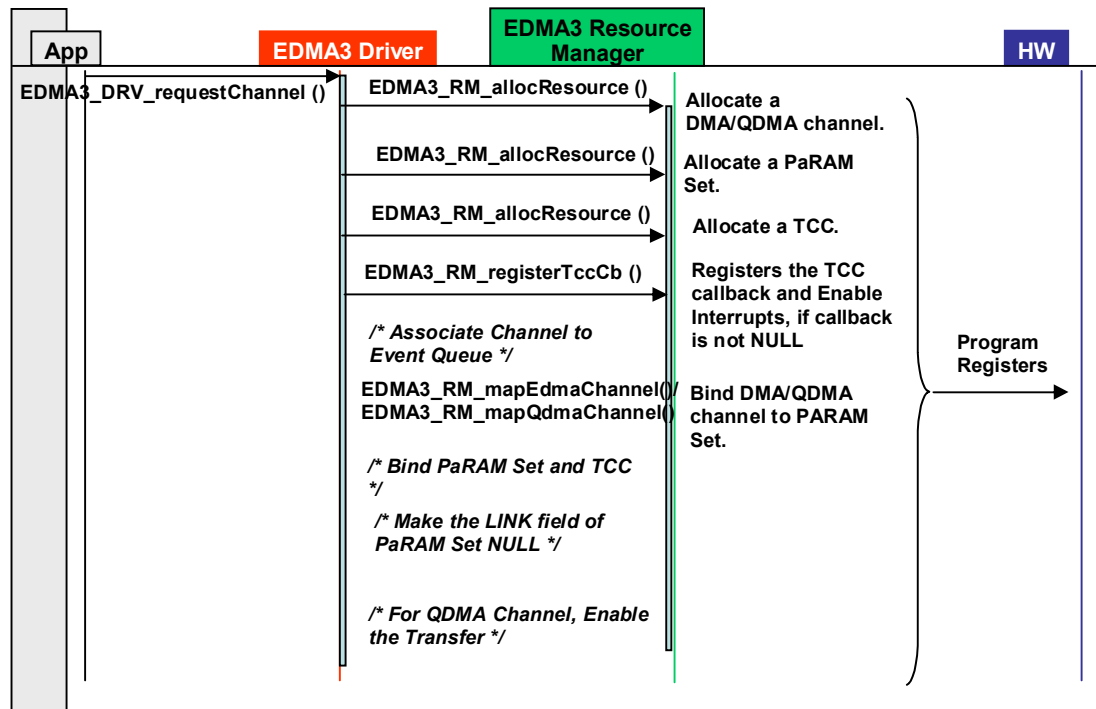 App
EDMA3 Driver
EDMA3 Resource
Manager
HW
EDMA3_DRV_requestChannel ()
EDMA3_RM_allocResource ()
Allocate a
DMA/QDMA channel.
EDMA3_RM_allocResource ()
Allocate a PaRAM
Set.
EDMA3_RM_allocResource ()
Allocate a TCC.
EDMA3_RM_registerTccCb ()
Registers the TCC
callback and Enable
Interrupts, if callback
is not NULL
/* Associate Channel to
Event Queue */
Program
Registers
EDMA3_RM_mapEdmaChannel()/
EDMA3_RM_mapQdmaChannel()
Bind DMA/QDMA
channel to PARAM
Set.
/* Bind PaRAM Set and TCC
*/
/* Make the LINK field of
PaRAM Set NULL */
/* For QDMA Channel, Enable
the Transfer */